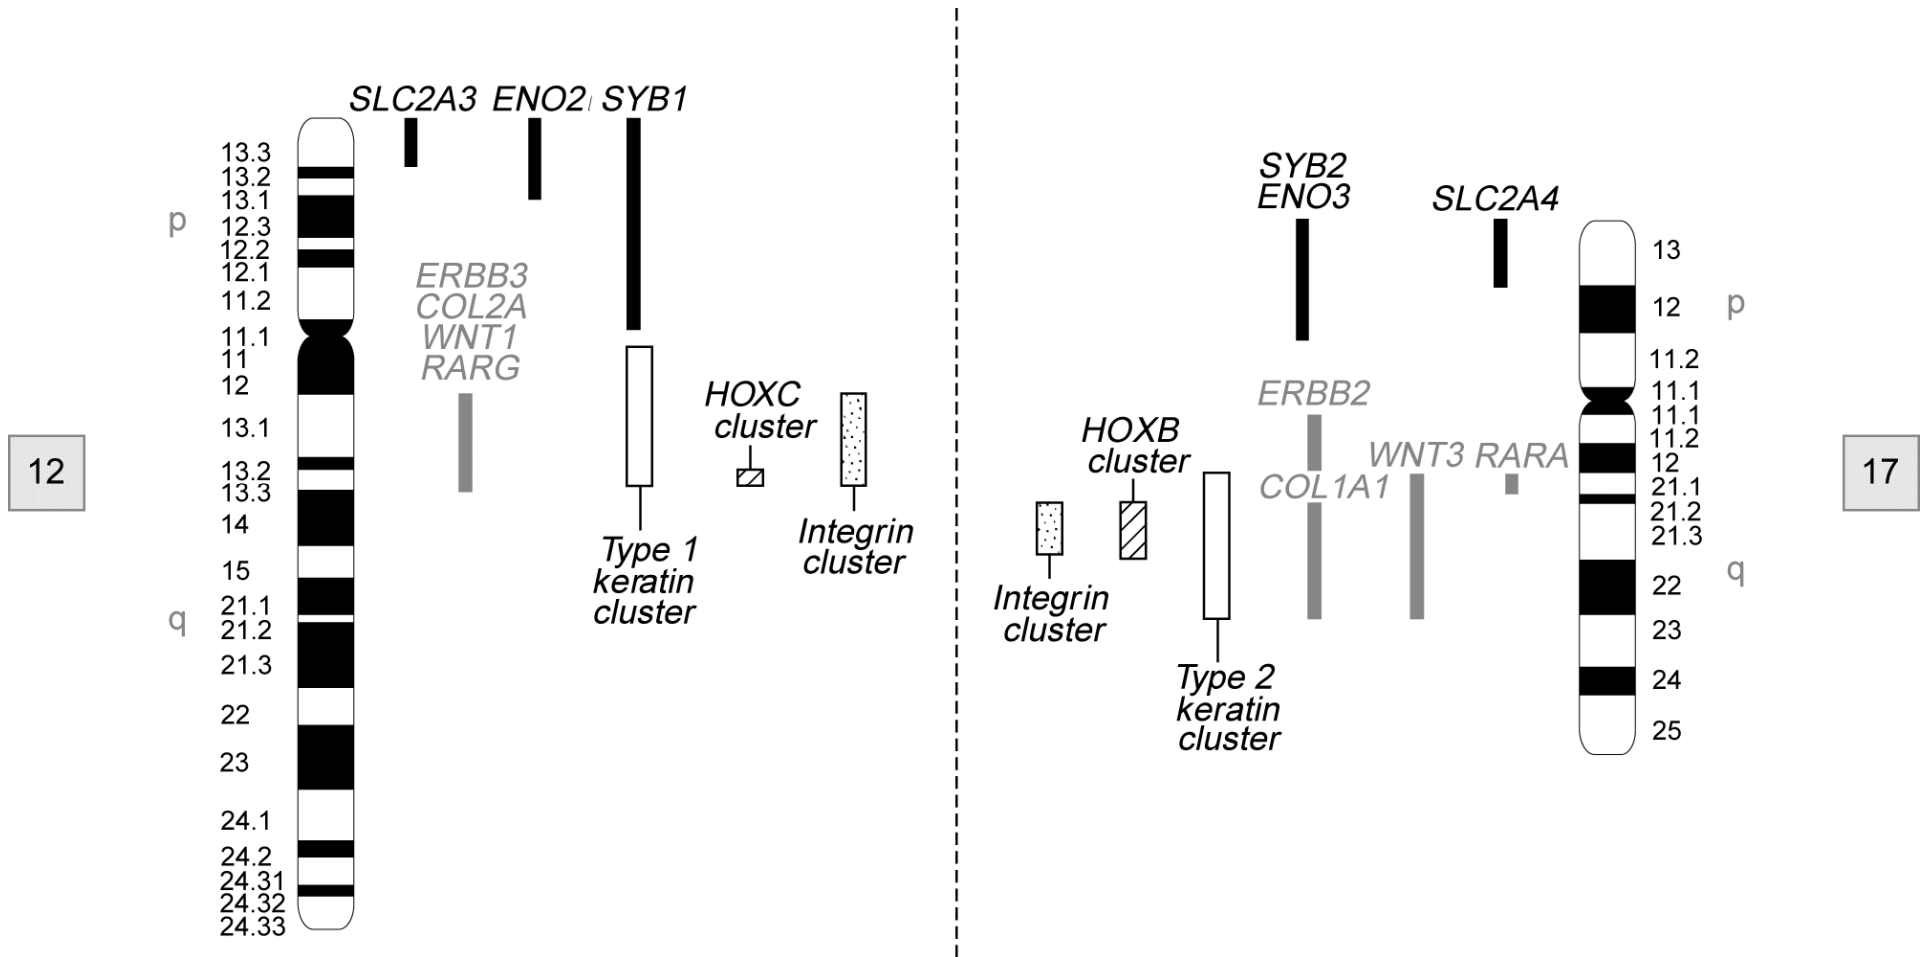 SLC2A3 ENO2 SYB1
13.3
13.2
13.1
12.3
12.2
12.1
11.2
11.1
11
12
13.1
13.2
13.3
14
15
21.1
21.2
21.3
22
23
24.1
24.2
24.31
24.32
24.33
p
q
12
ERBB3
COL2A
WNT1
RARG
HOXC
cluster
Type 1
keratin
cluster
Integrin
cluster
SYB2
ENO3
SLC2A4
ERBB2
HOXB
cluster
WNT3 RARA
COL1A1
Integrin
cluster
Type 2
keratin
cluster
13
12
11.2
11.1
11.1
11.2
12
21.1
21.2
21.3
22
23
24
25
p
q
17